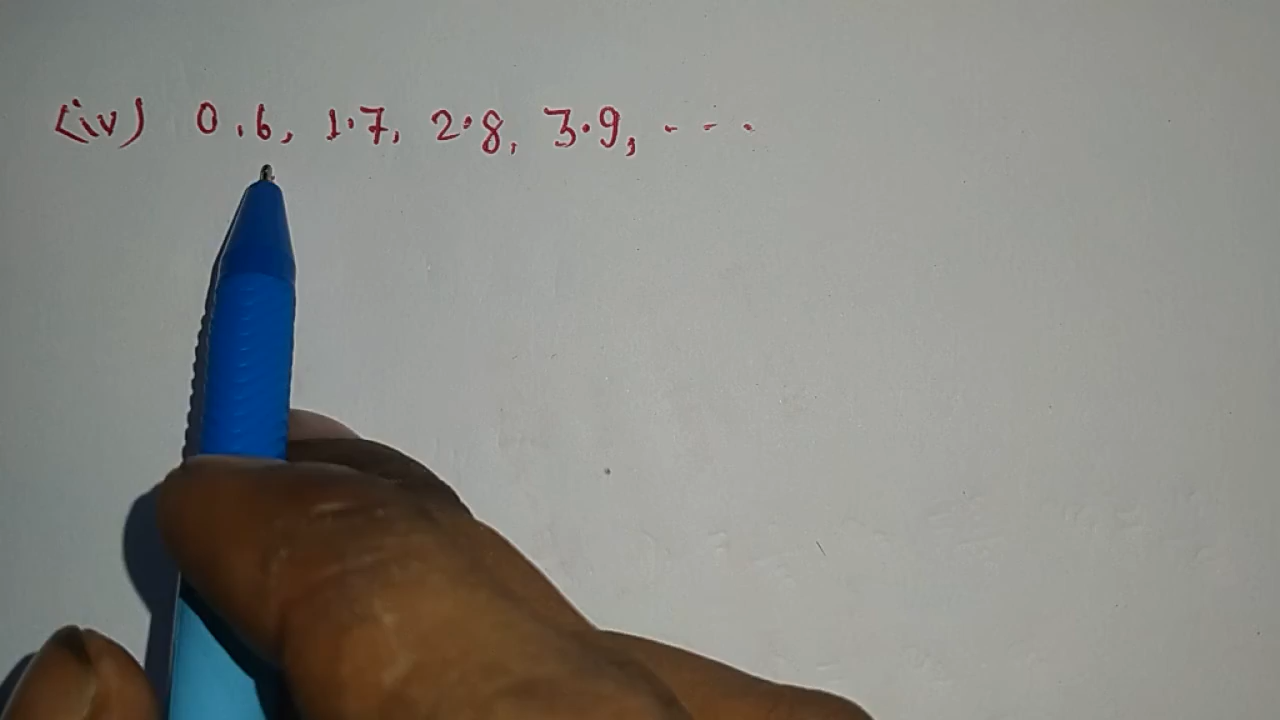 (iv) 0.6, 1.7, 2.8, 3.9, ....